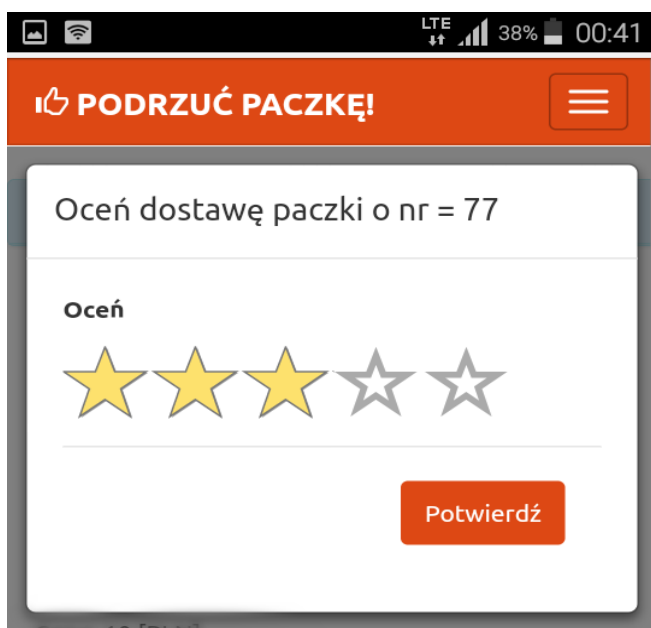 LTE 38% 00:41
PODRZUĆ PACZKĘ!
Oceń dostawę paczki o nr = 77
Oceń
Potwierdź